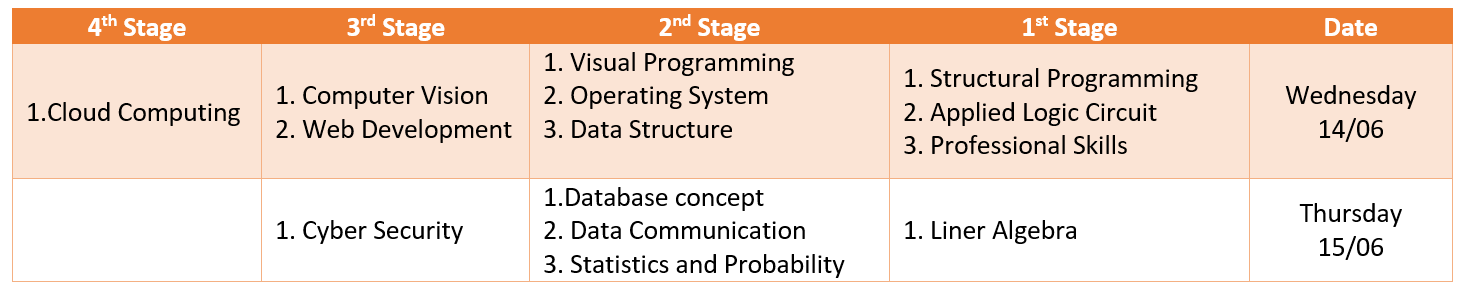 4th Stage 3rd Stage 2nd Stage 1st Stage Date
1.Cloud Computing
1. Computer Vision
2. Web Development
1. Visual Programming
2. Operating System
3. Data Structure
1. Structural Programming
2. Applied Logic Circuit
3. Professional Skills
Wednesday
14/06
1. Cyber Security
1.Database concept
2. Data Communication
3. Statistics and Probability
1. Liner Algebra
Thursday
15/06